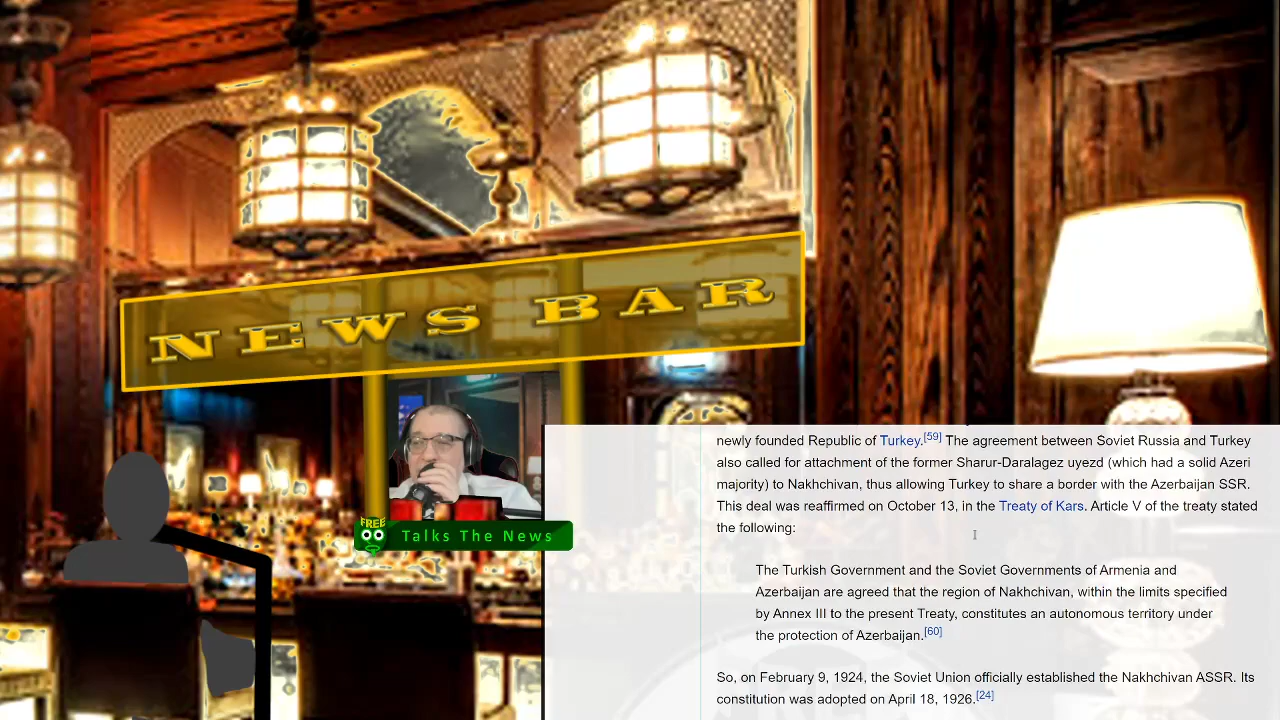 NEWS BAR
FREE
Talks The News
newly founded Republic of Turkey.[59] The agreement between Soviet Russia and Turkey
also called for attachment of the former Sharur-Daralagez uyezd (which had a solid Azeri
majority) to Nakhchivan, thus allowing Turkey to share a border with the Azerbaijan SSR.
This deal was reaffirmed on October 13, in the Treaty of Kars. Article V of the treaty stated
the following:
The Turkish Government and the Soviet Governments of Armenia and
Azerbaijan are agreed that the region of Nakhchivan, within the limits specified
by Annex III to the present Treaty, constitutes an autonomous territory under
the protection of Azerbaijan.[60]
So, on February 9, 1924, the Soviet Union officially established the Nakhchivan ASSR. Its
constitution was adopted on April 18, 1926.[24]